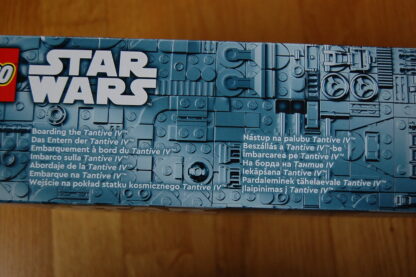 GO
STAR
WARS
Boarding the Tantive IV™
Das Entern der Tantive IV™
Embarquement à bord du Tantive IV™
Imbarco sulla Tantive IV™
Abordaje de la Tantive IV™
Embarque na Tantive IV™
Wejście na pokład statku kosmicznego Tantive IV™
Nástup na palubu Tantive IV™
Beszállás a Tantive IV™-be
Îmbarcarea pe Tantive IV™
На борда на Тантив IV™
Iekāpšana Tantive IV™
Pardaleminek tähelaevale Tantive IV™
Įlaipinimas į Tantive IV™